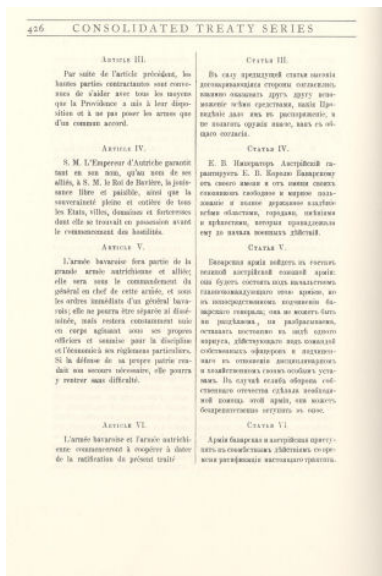 426 CONSOLIDATED TREATY SERIES
ARTICLE III.
Par suite de l'article précédent, les
hautes parties contractantes sont conve-
nues de s'aider avec tous les moyens
que la Providence a mis à leur dispo-
sition et à ne pas poser les armes que
d'un commun accord.
ARTICLE IV.
S. M. L'Empereur d'Autriche garantit
tant en son nom, qu'au nom de ses
alliés, à S. M. le Roi de Bavière, la jouis-
sance libre et paisible, ainsi que la
souveraineté pleine et entière de tous
les Etats, villes, domaines et forteresses
dont elle se trouvait en possession avant
le commencement des hostilités.
ARTICLE V.
L'armée bavaroise fera partie de la
grande armée autrichienne et alliée;
elle sera sous le commandement du
général en chef de cette armée, et sous
les ordres immédiats d'un général bava-
rois; elle ne pourra être séparée ni dissé-
minée, mais restera constamment unie
en corps agissant sous ses propres
officiers et soumise pour la discipline
et l'économie à ses règlemens particuliers.
Si la défense de sa propre patrie ren-
dait son secours nécessaire, elle pourra
y rentrer sans difficulté.
ARTICLE VI.
L'armée bavaroise et l'armée autrichi-
enne commenceront à coopérer à dater
de la ratification du présent traité
СТАТЬЯ III.
Въ силу предыдущей статьи высокія
договаривающіяся стороны согласились
взаимно оказывать другъ другу вспо-
можение всѣми средствами, какія Про-
видѣніе дало имъ въ распоряженіе, и
не полагать оружія иначе, какъ съ об-
щаго согласія.
СТАТЬЯ IV.
Е. В. Императоръ Австрійскій га-
рантируетъ Е. В. Королю Баварскому
отъ своего имени и отъ имени своихъ
союзниковъ свободное и мирное поль-
зованіе и полное державное владѣніе
всѣми областями, городами, имѣніями
и крѣпостями, которыя принадлежали
ему до начала военныхъ дѣйствій.
СТАТЬЯ V.
Баварская армія войдетъ въ составъ
великой австрійской союзной арміи:
она будетъ состоять подъ начальствомъ
главнокомандующаго этою арміею, но
въ непосредственномъ подчиненіи ба-
варскаго генерала; она не можетъ быть
ни раздѣляема, ни разбрасываема,
оставаясь постоянно въ видѣ одного
корпуса, дѣйствующаго подъ командой
собственныхъ офицеровъ и подчинен-
наго въ отношеніи дисциплинарномъ
и хозяйственномъ своимъ особымъ уста-
вамъ. Въ случаѣ еслибъ оборона соб-
ственнаго отечества сдѣлала необходи-
мой помощь этой арміи, она можетъ
безпрепятственно вступить въ оное.
СТАТЬЯ VI
Армія баварская и австрійская присту-
пятъ къ совмѣстнымъ дѣйствіямъ со вре-
мени ратификаціи настоящаго трактата.